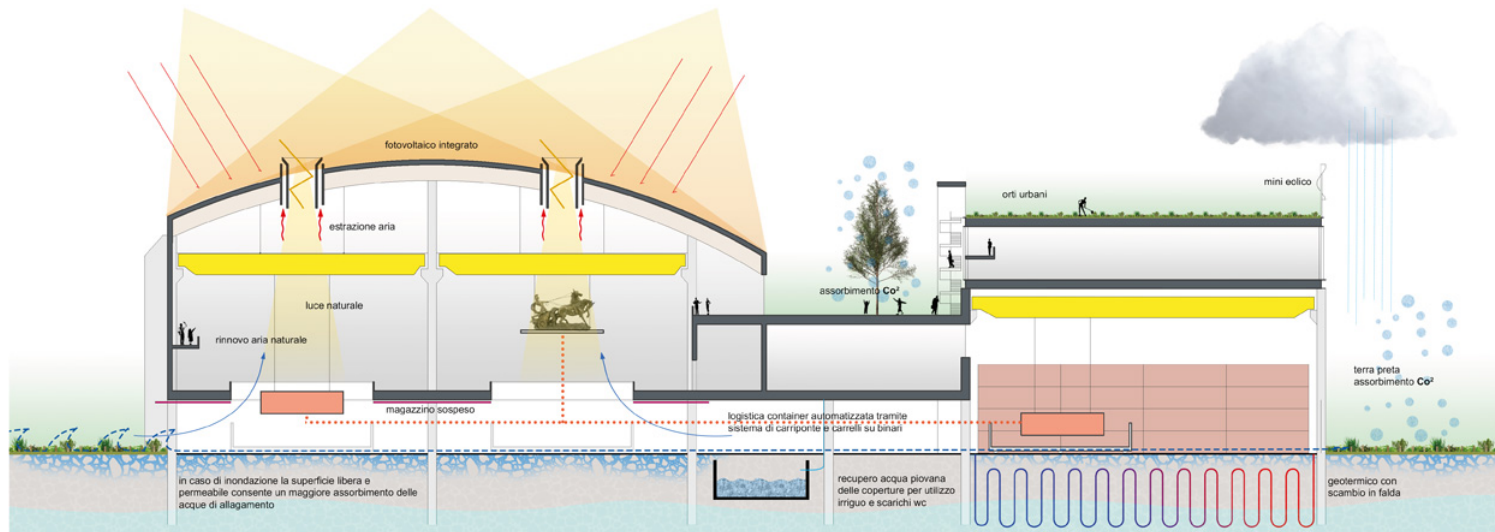 fotovoltaico integrato
estrazione aria
luce naturale
rinnovo aria naturale
magazzino sospeso
in caso di inondazione la superficie libera e
permeabile consente un maggiore assorbimento delle
acque di allagamento
logistica container automatizzata tramite
sistema di carriponte e carrelli su binari
recupero acqua piovana
delle coperture per utilizzo
irriguo e scarichi wc
assorbimento Co²
orti urbani
mini eolico
terra preta
assorbimento Co²
geotermico con
scambio in falda